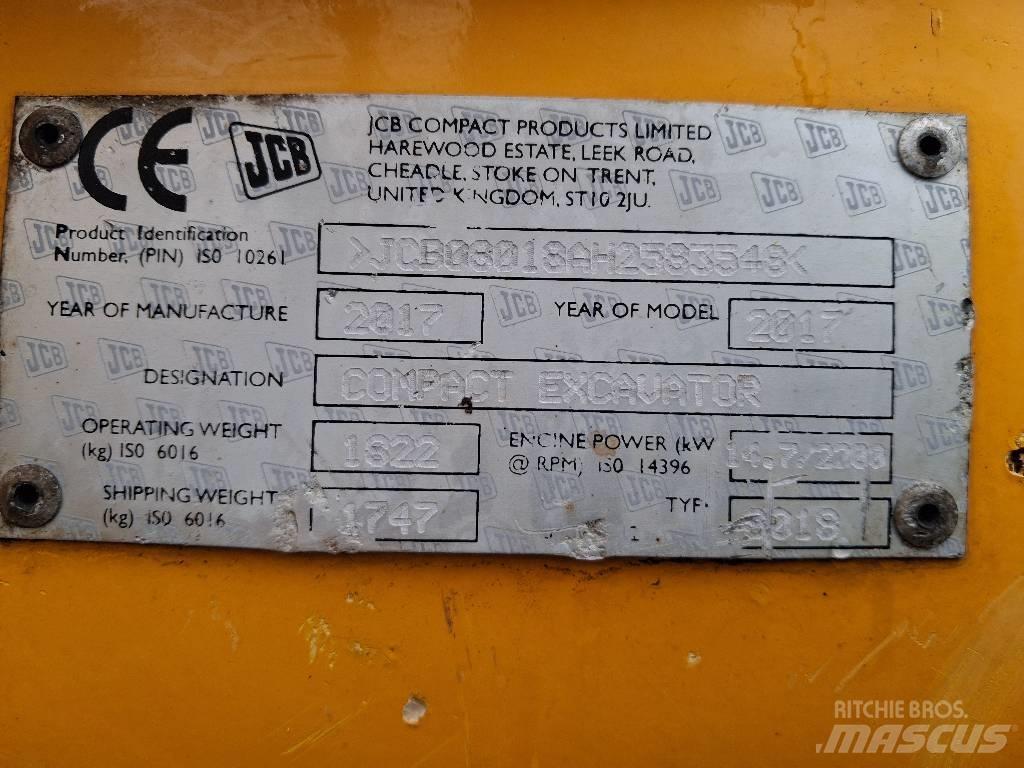 CE JCB
JCB COMPACT PRODUCTS LIMITED
HAREWOOD ESTATE, LEEK ROAD,
CHEADLE, STOKE ON TRENT,
UNITED KINGDOM, ST10 2JU.
Product Identification
Number. (PIN) ISO 10261
>JCB08018AH2583548<
YEAR OF MANUFACTURE 2017 YEAR OF MODEL 2017
DESIGNATION COMPACT EXCAVATOR
OPERATING WEIGHT
(kg) ISO 6016
1822
ENGINE POWER (kW
@ RPM) ISO 14396
SHIPPING WEIGHT
(kg) ISO 6016
1747
8018
RITCHIE BROS.
MASCUS